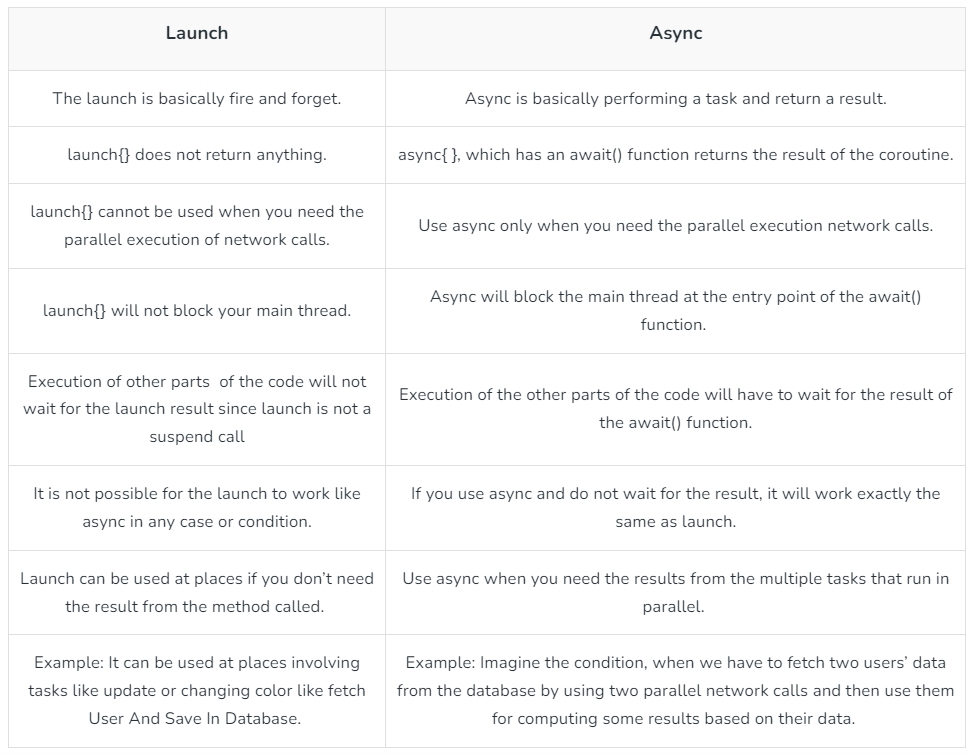 Launch
Async
The launch is basically fire and forget.
Async is basically performing a task and return a result.
launch{} does not return anything.
async{ }, which has an await() function returns the result of the coroutine.
launch{} cannot be used when you need the
parallel execution of network calls.
Use async only when you need the parallel execution network calls.
launch{} will not block your main thread.
Async will block the main thread at the entry point of the await()
function.
Execution of other parts  of the code will not
wait for the launch result since launch is not a
suspend call
Execution of the other parts of the code will have to wait for the result of
the await() function.
It is not possible for the launch to work like
async in any case or condition.
If you use async and do not wait for the result, it will work exactly the
same as launch.
Launch can be used at places if you don’t need
the result from the method called.
Use async when you need the results from the multiple tasks that run in
parallel.
Example: It can be used at places involving
tasks like update or changing color like fetch
User And Save In Database.
Example: Imagine the condition, when we have to fetch two users’ data
from the database by using two parallel network calls and then use them
for computing some results based on their data.